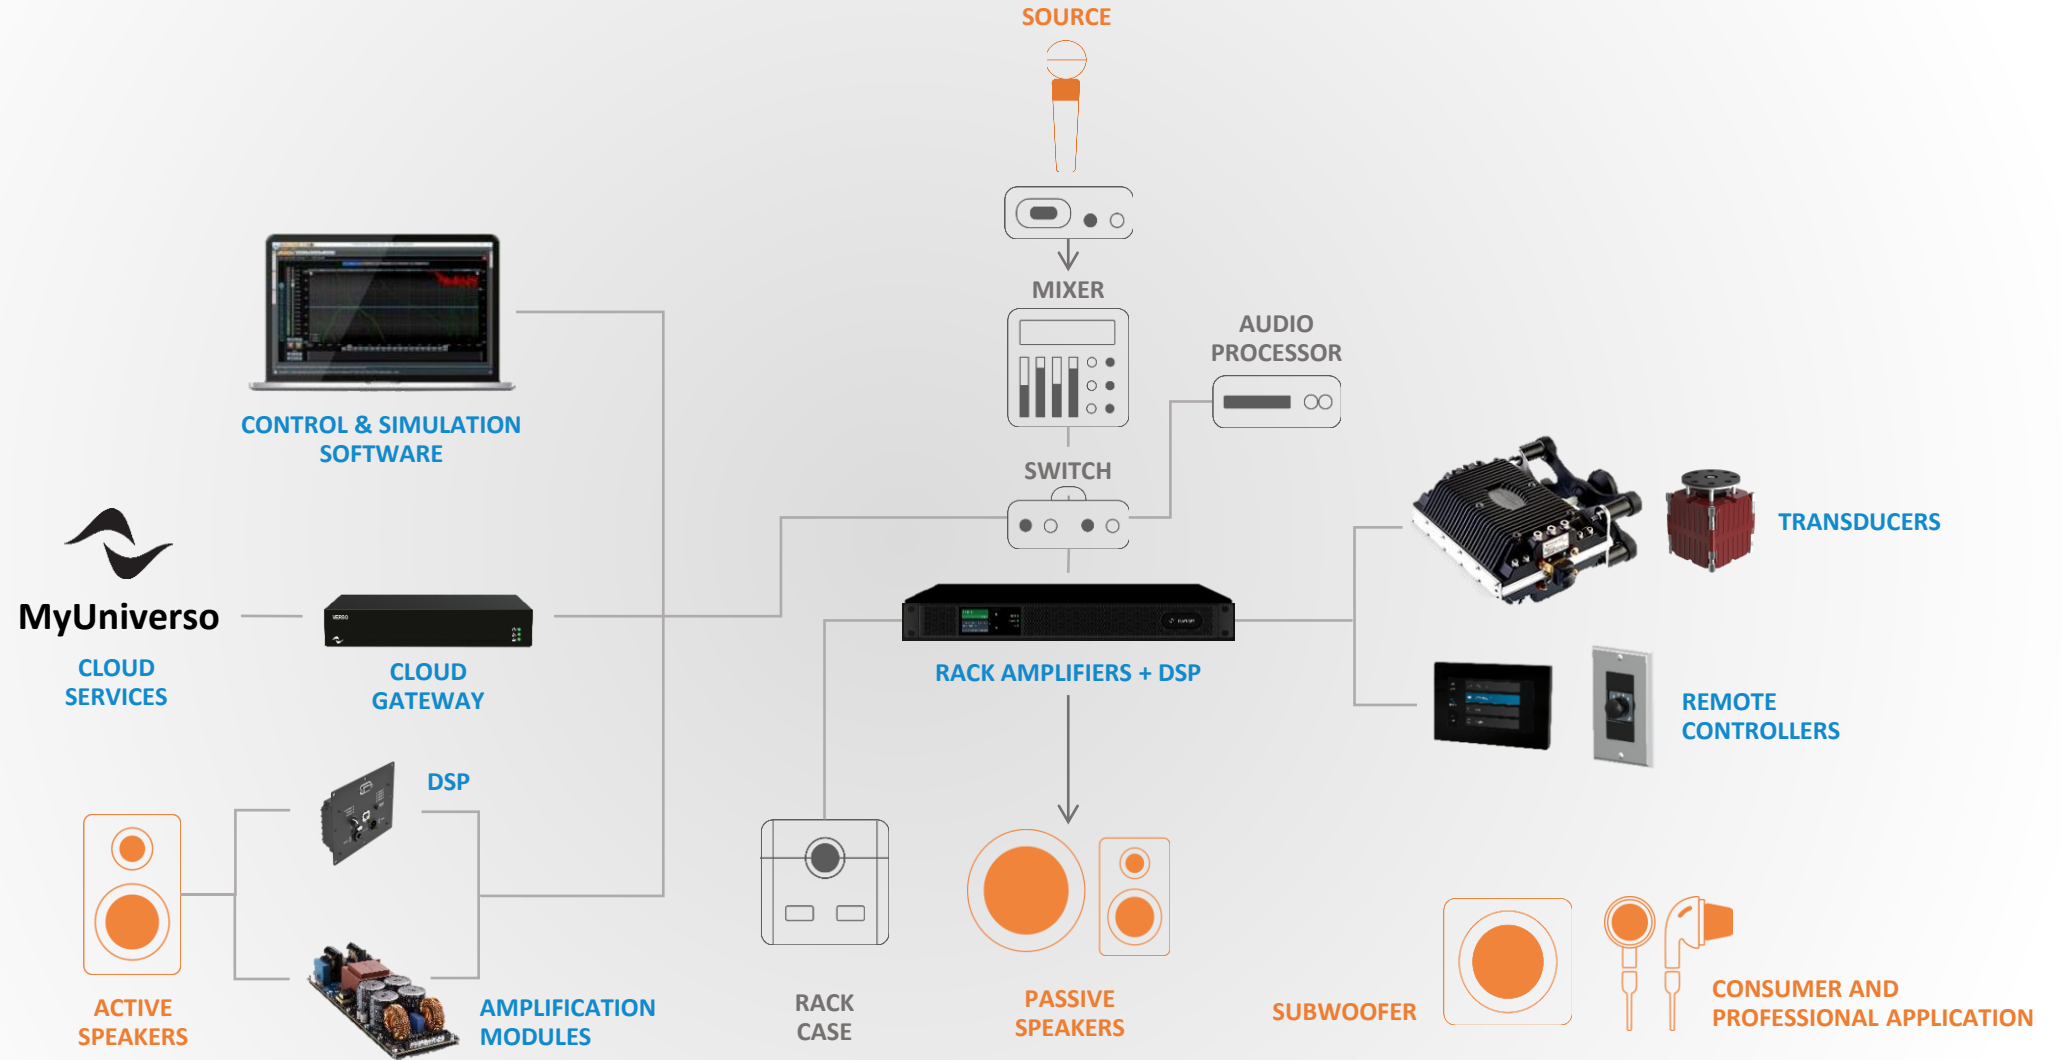 SOURCE
MIXER
AUDIO
PROCESSOR
CONTROL & SIMULATION
SOFTWARE
SWITCH
TRANSDUCERS
MyUniverso
CLOUD
SERVICES
VERSO
CLOUD
GATEWAY
RACK AMPLIFIERS + DSP
REMOTE
CONTROLLERS
DSP
ACTIVE
SPEAKERS
AMPLIFICATION
MODULES
RACK
CASE
PASSIVE
SPEAKERS
SUBWOOFER
CONSUMER AND
PROFESSIONAL APPLICATION